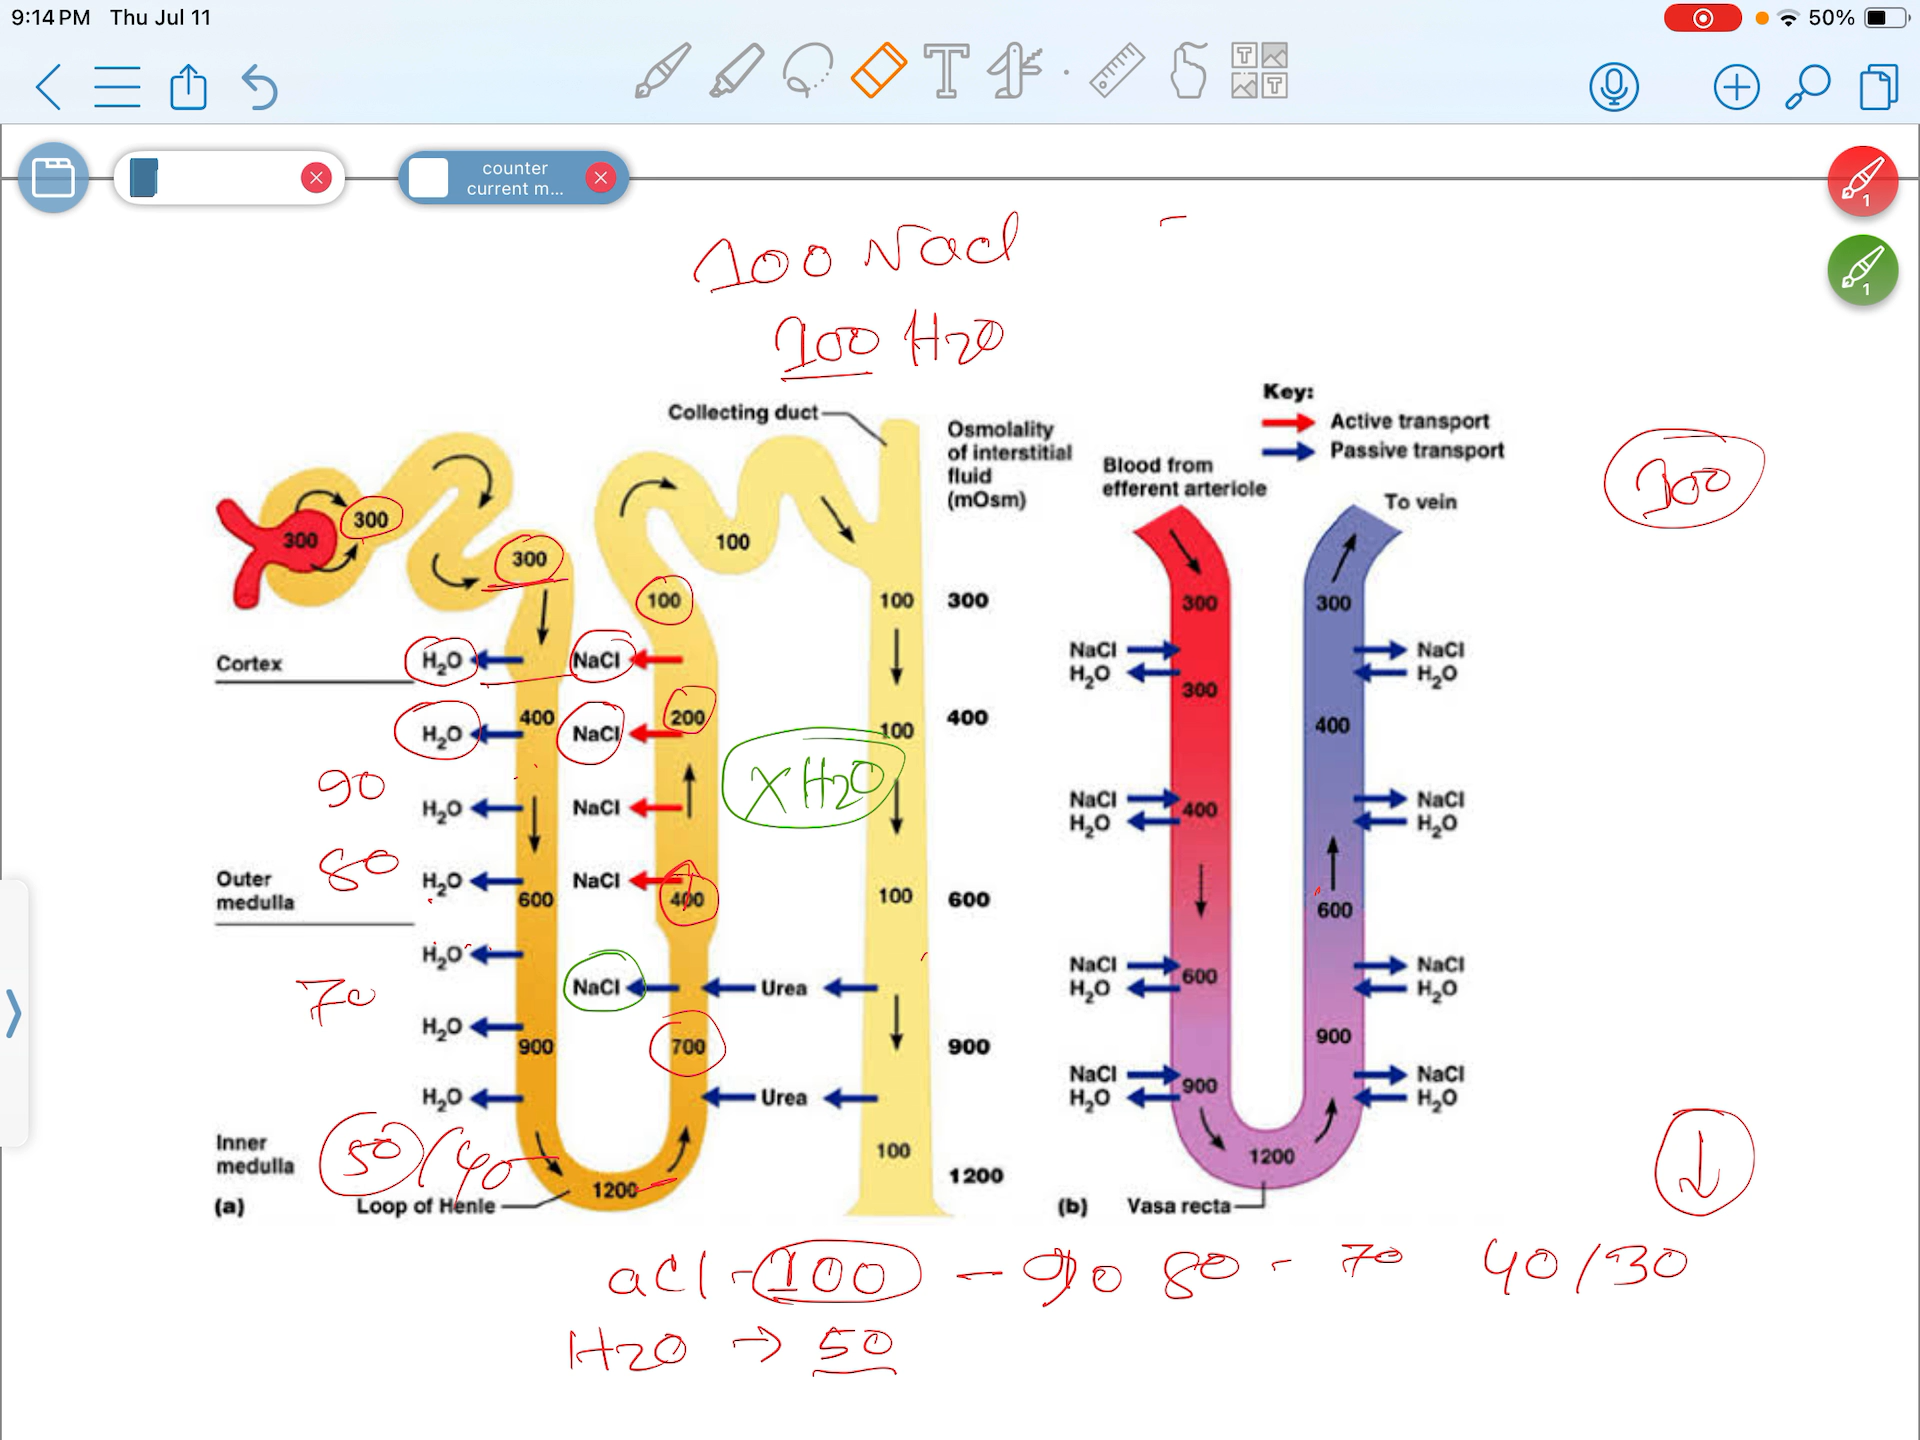 9:14 PM Thu Jul 11
50%
counter
current m...
1
1
100 Nacl
100 H2O
Key:
Active transport
Passive transport
Collecting duct
Osmolality
of interstitial
fluid
(mOsm)
Blood from
efferent arteriole
To vein
100
300
300
300
100
100
100
300
300
300
Cortex
H₂O
NaCl
NaCl
H₂O
NaCl
H₂O
300
400
200
400
400
H₂O
NaCl
100
X H2O
90
H₂O
NaCl
NaCl
H₂O
400
NaCl
H₂O
80
Outer
medulla
H₂O
NaCl
600
400
100
600
600
H₂O
70
NaCl
Urea
NaCl
H₂O
600
NaCl
H₂O
H₂O
900
700
900
900
H₂O
Urea
NaCl
H₂O
900
NaCl
H₂O
Inner
medulla
50/40
1200
100
1200
1200
(a)
Loop of Henle
(b)
Vasa recta
aCl - 100 - 90 80 - 70 40/30
H2O → 50